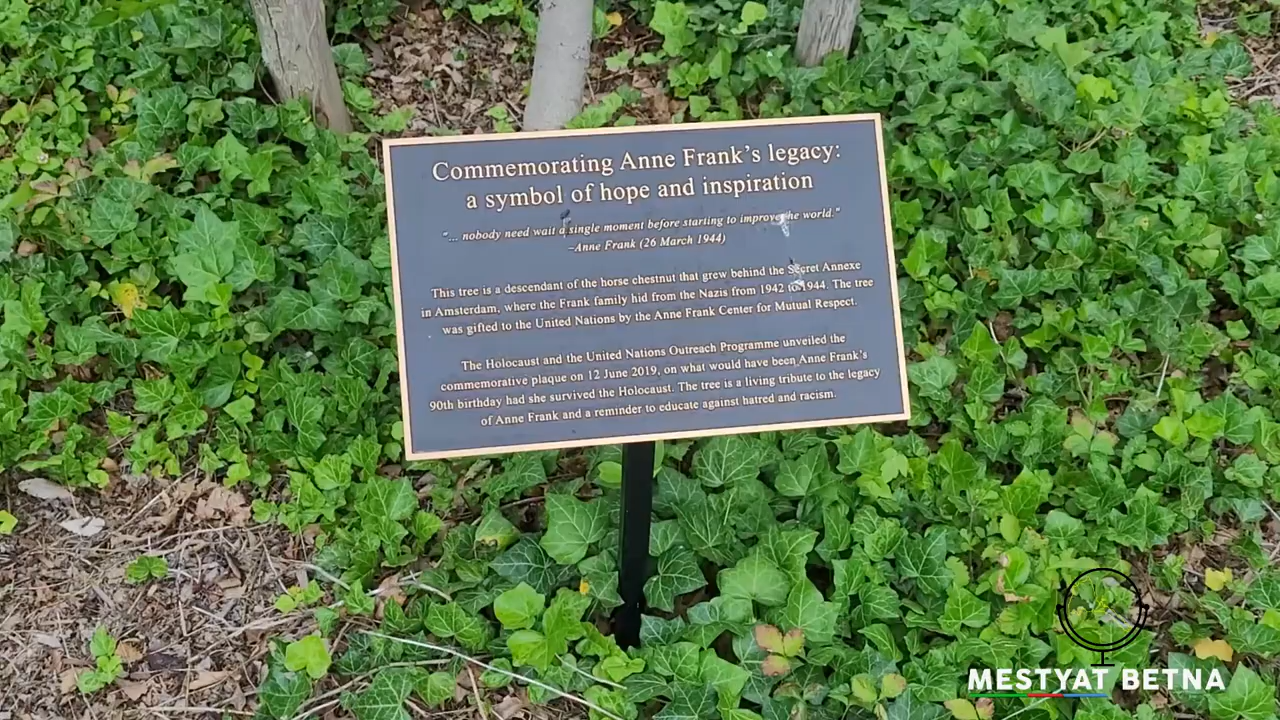 Commemorating Anne Frank's legacy:
a symbol of hope and inspiration
"... nobody need wait a single moment before starting to improve the world."
–Anne Frank (26 March 1944)
This tree is a descendant of the horse chestnut that grew behind the Secret Annexe
in Amsterdam, where the Frank family hid from the Nazis from 1942 to 1944. The tree
was gifted to the United Nations by the Anne Frank Center for Mutual Respect.
The Holocaust and the United Nations Outreach Programme unveiled the
commemorative plaque on 12 June 2019, on what would have been Anne Frank's
90th birthday had she survived the Holocaust. The tree is a living tribute to the legacy
of Anne Frank and a reminder to educate against hatred and racism.
MESTYAT BETNA